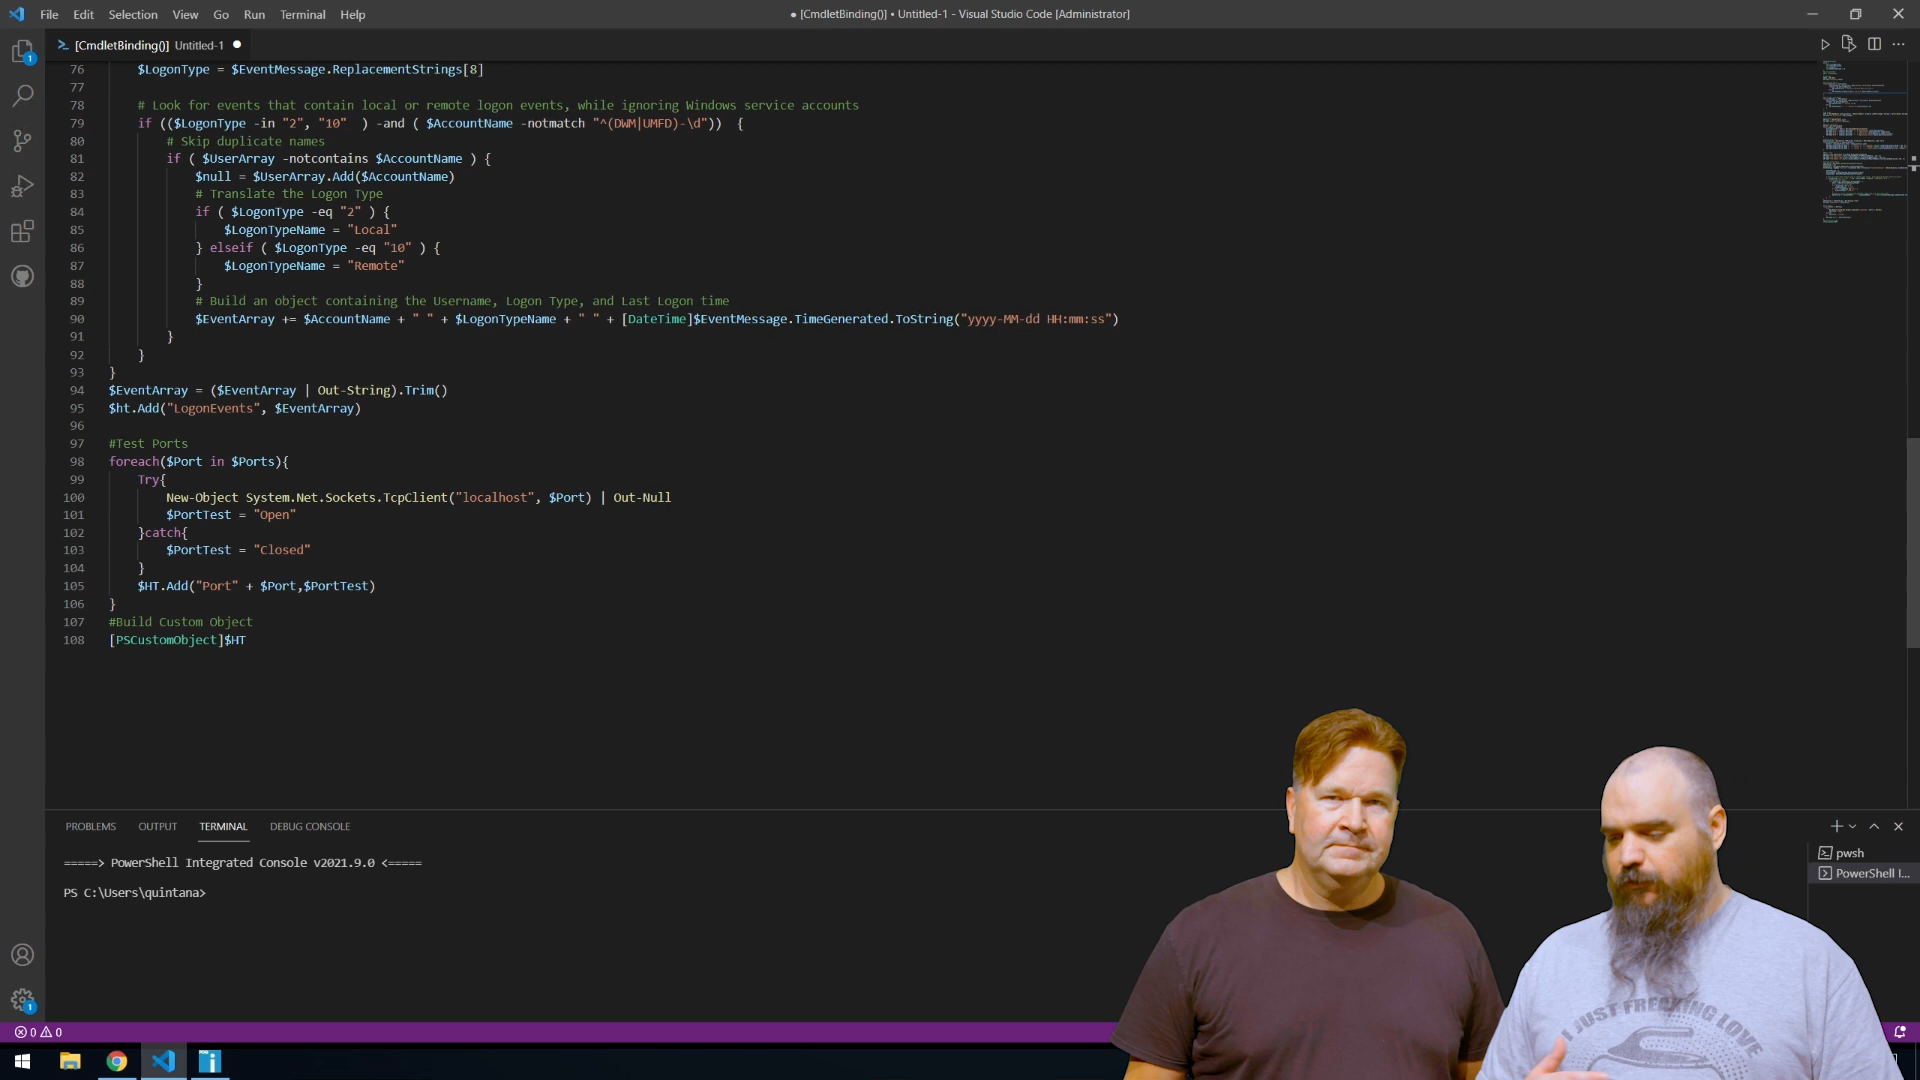 File Edit Selection View Go Run Terminal Help
● [CmdletBinding()] • Untitled-1 - Visual Studio Code [Administrator]
[CmdletBinding()] Untitled-1 ●
76 $LogonType = $EventMessage.ReplacementStrings[8]
77
78 # Look for events that contain local or remote logon events, while ignoring Windows service accounts
79 if (($LogonType -in "2", "10"  ) -and ( $AccountName -notmatch "^(DWM|UMFD)-\d"))  {
80 # Skip duplicate names
81 if ( $UserArray -notcontains $AccountName ) {
82 $null = $UserArray.Add($AccountName)
83 # Translate the Logon Type
84 if ( $LogonType -eq "2" ) {
85 $LogonTypeName = "Local"
86 } elseif ( $LogonType -eq "10" ) {
87 $LogonTypeName = "Remote"
88 }
89 # Build an object containing the Username, Logon Type, and Last Logon time
90 $EventArray += $AccountName + " " + $LogonTypeName + " " + [DateTime]$EventMessage.TimeGenerated.ToString("yyyy-MM-dd HH:mm:ss")
91 }
92 }
93 }
94 $EventArray = ($EventArray | Out-String).Trim()
95 $ht.Add("LogonEvents", $EventArray)
96
97 #Test Ports
98 foreach($Port in $Ports){
99 Try{
100 New-Object System.Net.Sockets.TcpClient("localhost", $Port) | Out-Null
101 $PortTest = "Open"
102 }catch{
103 $PortTest = "Closed"
104 }
105 $HT.Add("Port" + $Port,$PortTest)
106 }
107 #Build Custom Object
108 [PSCustomObject]$HT
PROBLEMS OUTPUT TERMINAL DEBUG CONSOLE
=====> PowerShell Integrated Console v2021.9.0 <=====
PS C:\Users\quintana>
pwsh
PowerShell I...
I JUST FREAKING LOVE
0 0
1
1